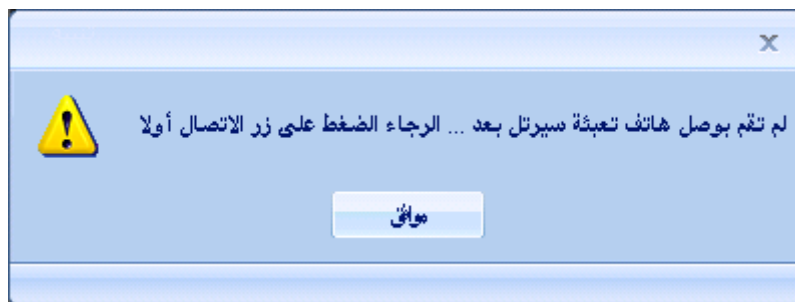 لم تقم بوصل هاتف تعبئة سيرتل بعد ... الرجاء الضغط على زر الاتصال أولا
موافق